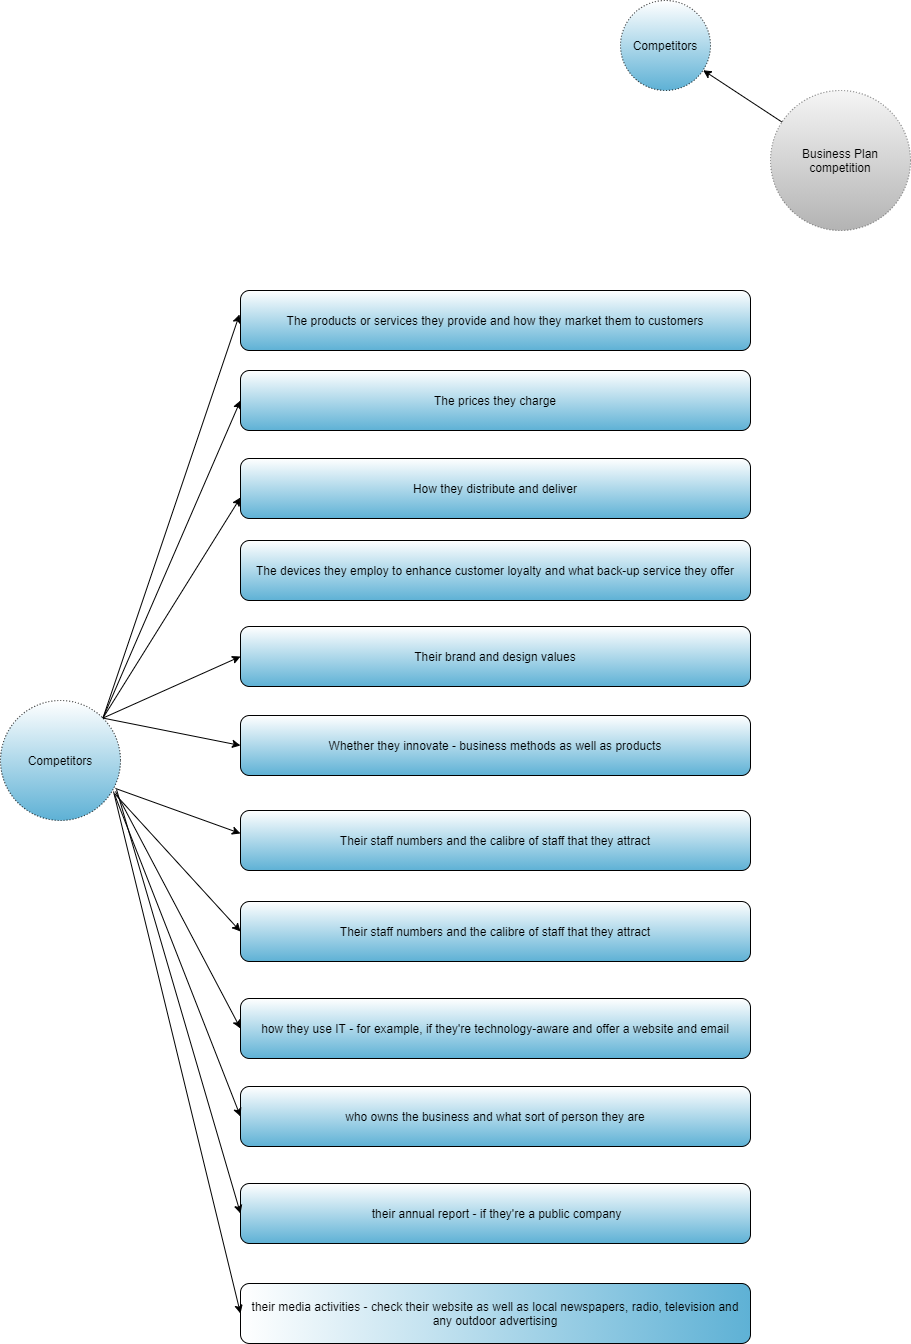 Competitors
Business Plan
competition
The products or services they provide and how they market them to customers
The prices they charge
How they distribute and deliver
The devices they employ to enhance customer loyalty and what back-up service they offer
Their brand and design values
Whether they innovate - business methods as well as products
Competitors
Their staff numbers and the calibre of staff that they attract
Their staff numbers and the calibre of staff that they attract
how they use IT - for example, if they're technology-aware and offer a website and email
who owns the business and what sort of person they are
their annual report - if they're a public company
their media activities - check their website as well as local newspapers, radio, television and
any outdoor advertising